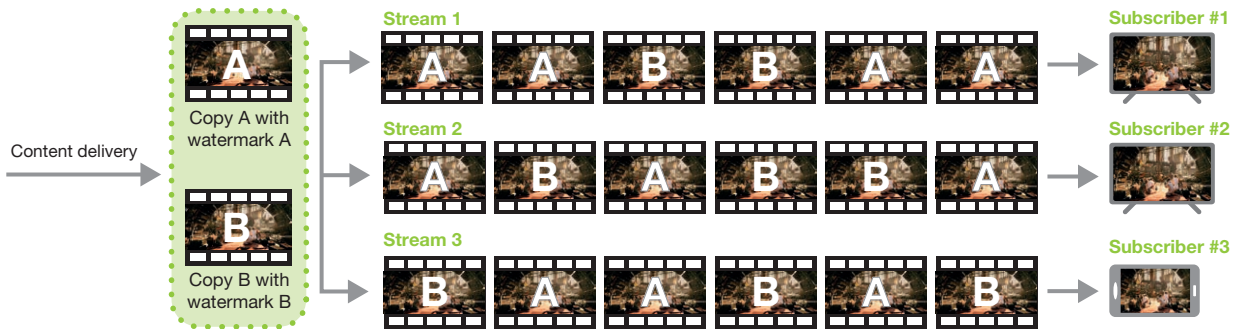 Content delivery
A
Copy A with
watermark A
B
Copy B with
watermark B
Stream 1
A A B B A A
Subscriber #1
Stream 2
A B A B B A
Subscriber #2
Stream 3
B A A B A B
Subscriber #3